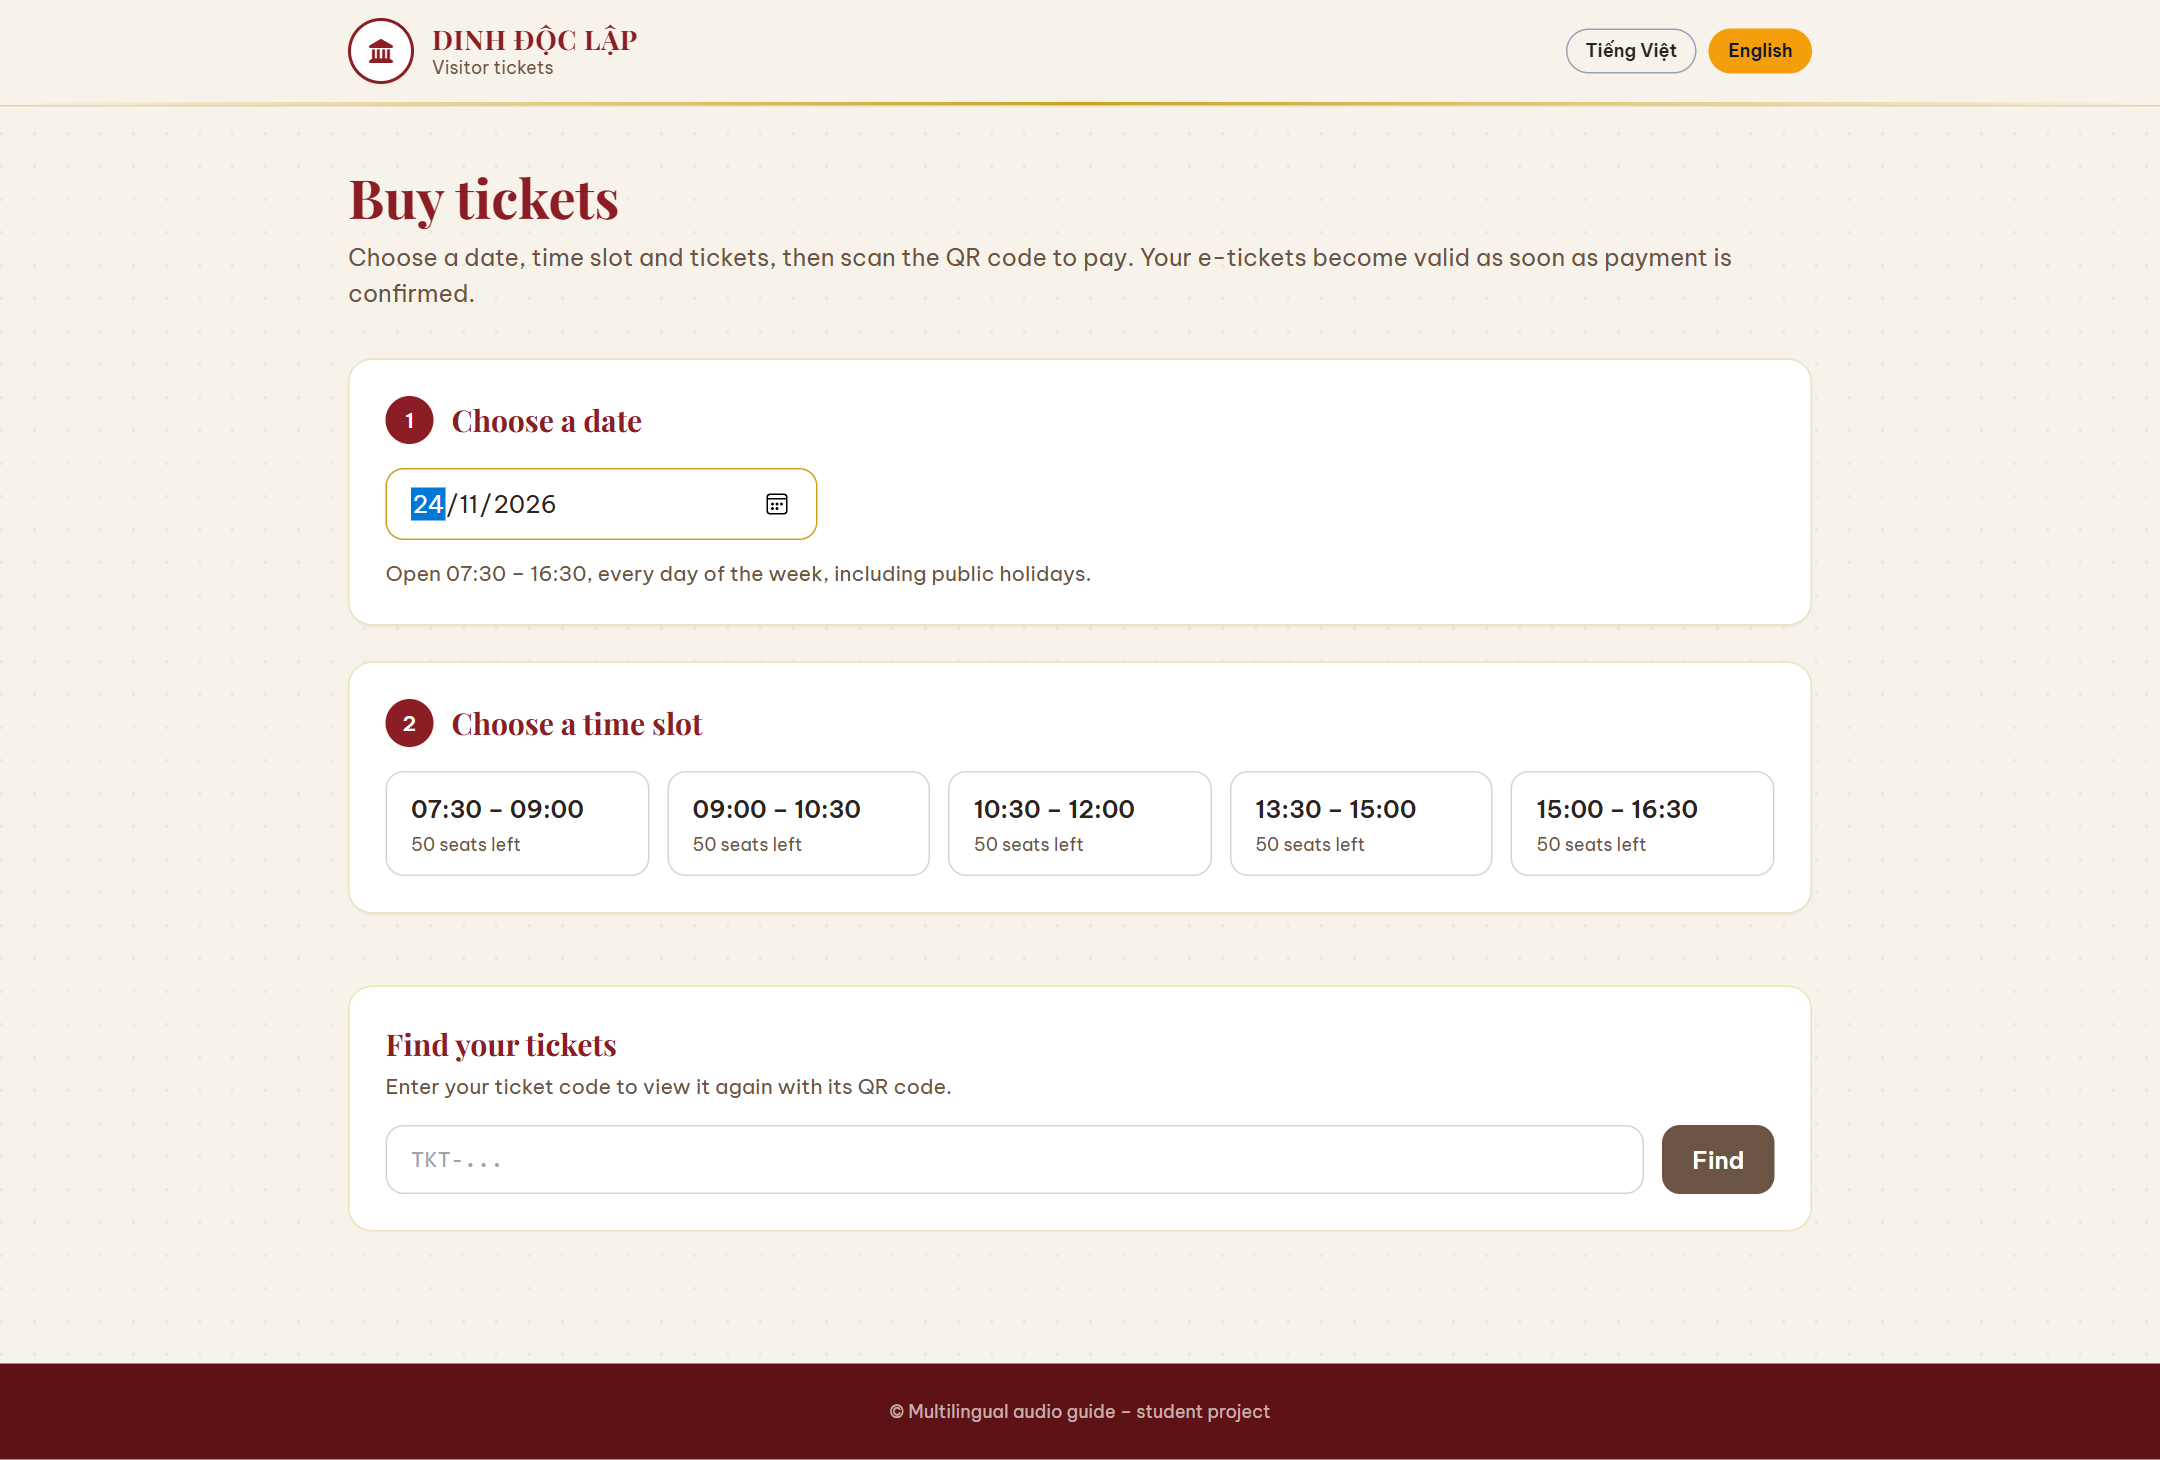 DINH ĐỘC LẬP
Visitor tickets
Tiếng Việt
English
Buy tickets
Choose a date, time slot and tickets, then scan the QR code to pay. Your e-tickets become valid as soon as payment is
confirmed.
1
Choose a date
24/11/2026
Open 07:30 – 16:30, every day of the week, including public holidays.
2
Choose a time slot
07:30 – 09:00
50 seats left
09:00 – 10:30
50 seats left
10:30 – 12:00
50 seats left
13:30 – 15:00
50 seats left
15:00 – 16:30
50 seats left
Find your tickets
Enter your ticket code to view it again with its QR code.
TKT-...
Find
© Multilingual audio guide – student project